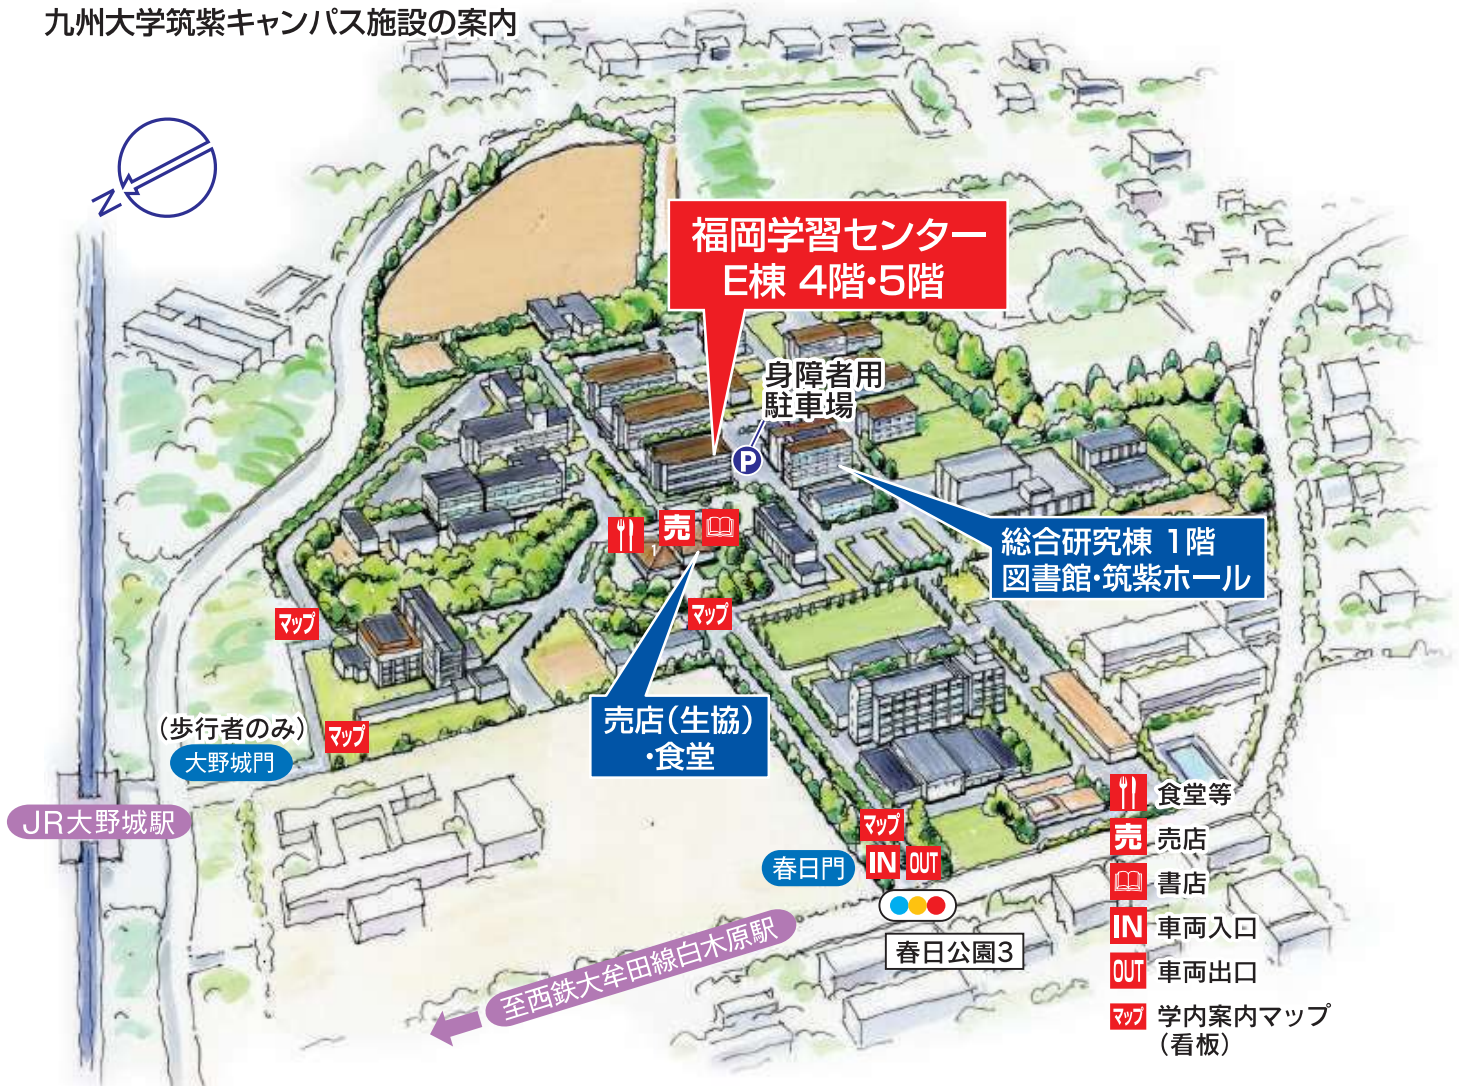 九州大学筑紫キャンパス施設の案内
N
福岡学習センター
E棟 4階・5階
身障者用
駐車場
P
売
総合研究棟 1階
図書館・筑紫ホール
マップ
マップ
売店(生協)
・食堂
(歩行者のみ)
マップ
大野城門
JR大野城駅
食堂等
売 売店
書店
IN 車両入口
OUT 車両出口
マップ 学内案内マップ
(看板)
マップ
春日門
IN OUT
春日公園3
至西鉄大牟田線白木原駅